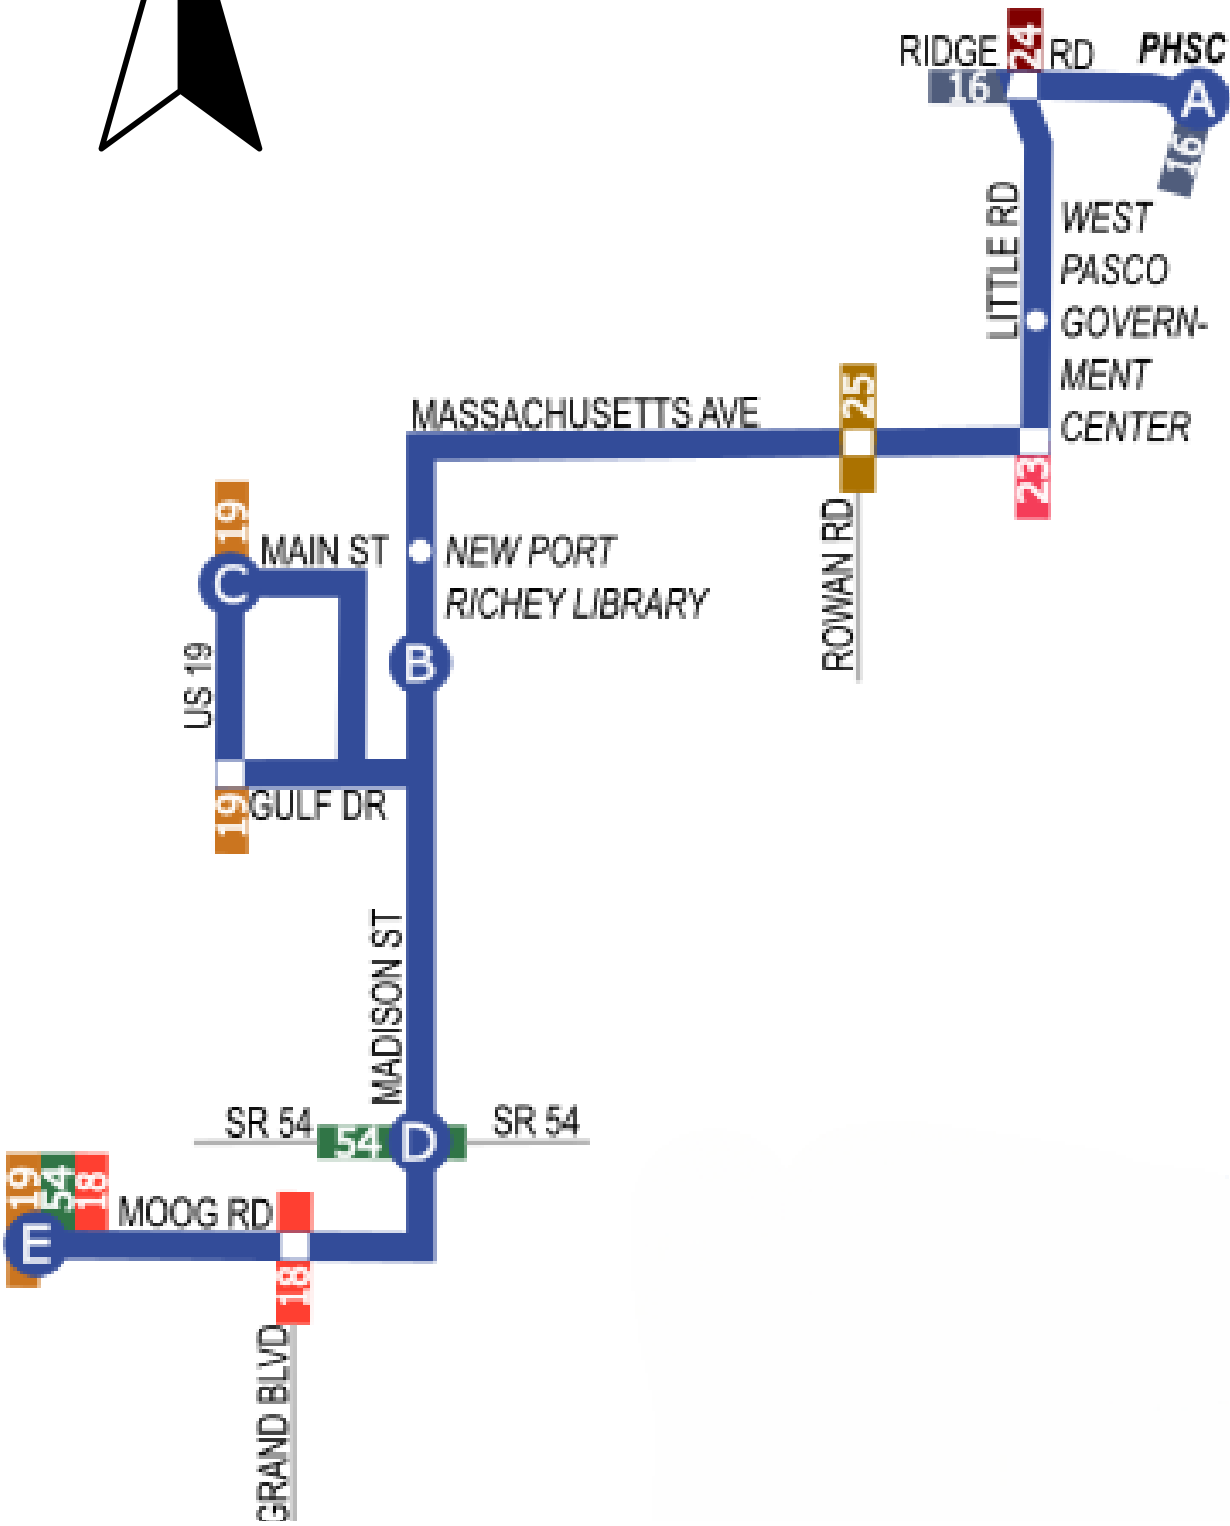 RIDGE
24
RD
PHSC
16
A
16
LITTLE RD
WEST
PASCO
GOVERN-
MENT
CENTER
MASSACHUSETTS AVE
25
23
ROWAN RD
19
C
MAIN ST
NEW PORT
RICHEY LIBRARY
B
US 19
19
GULF DR
MADISON ST
SR 54
54
D
SR 54
19
54
18
E
MOOG RD
18
GRAND BLVD